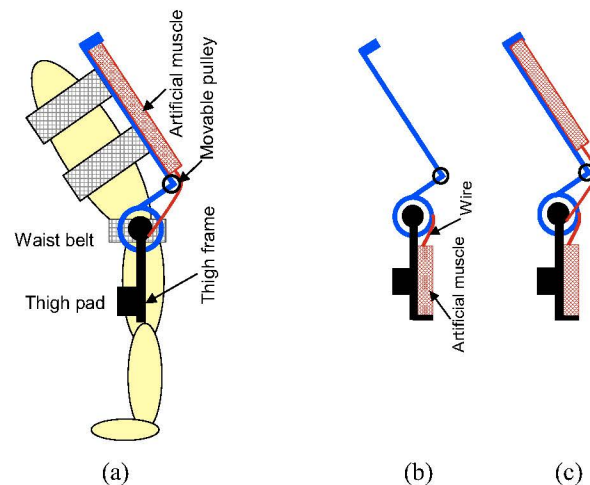 Artificial muscle
Movable pulley
Waist belt
Thigh frame
Thigh pad
Wire
Artificial muscle
(a)
(b)
(c)